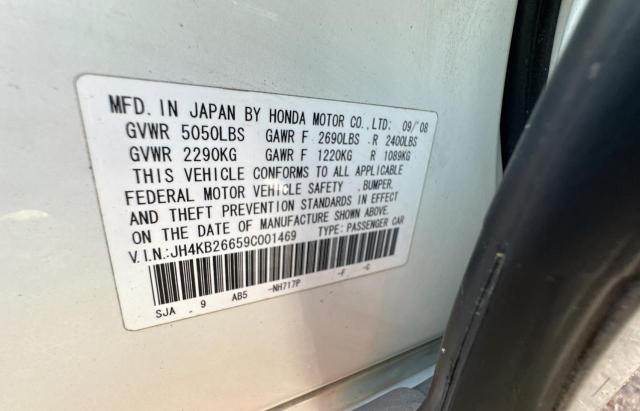 MFD. IN JAPAN BY HONDA MOTOR CO., LTD: 09/'08
GVWR 5050LBS GAWR F 2690LBS R 2400LBS
GVWR 2290KG GAWR F 1220KG R 1089KG
THIS VEHICLE CONFORMS TO ALL APPLICABLE
FEDERAL MOTOR VEHICLE SAFETY , BUMPER,
AND THEFT PREVENTION STANDARDS IN EFFECT
ON THE DATE OF MANUFACTURE SHOWN ABOVE.
V.I.N.:JH4KB26659C001469 TYPE: PASSENGER CAR
SJA 9 AB5 -NH717P -F -C